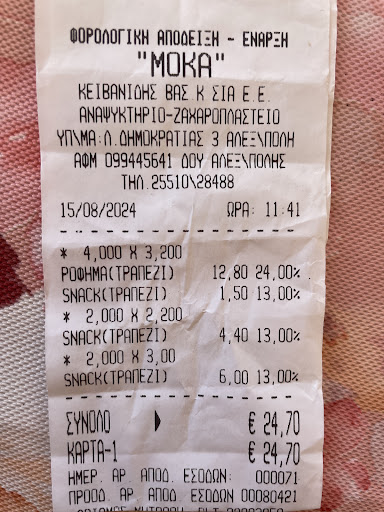 ΦΟΡΟΛΟΓΙΚΗ ΑΠΟΔΕΙΞΗ - ΕΝΑΡΞΗ
"ΜΟΚΑ"
ΚΕΙΒΑΝΙΔΗΣ ΒΑΣ.Κ ΣΙΑ Ε.Ε.
ΑΝΑΨΥΚΤΗΡΙΟ-ΖΑΧΑΡΟΠΛΑΣΤΕΙΟ
ΥΠ\ΜΑ:Λ.ΔΗΜΟΚΡΑΤΙΑΣ 3 ΑΛΕΞ\ΠΟΛΗ
ΑΦΜ 099445641 ΔΟΥ ΑΛΕΞ\ΠΟΛΗΣ
ΤΗΛ.25510\28488
15/08/2024 ΩΡΑ: 11:41
* 4,000 X 3,200
ΡΟΦΗΜΑ(ΤΡΑΠΕΖΙ) 12,80 24,00%
SNACK(ΤΡΑΠΕΖΙ) 1,50 13,00%
* 2,000 X 2,200
SNACK(ΤΡΑΠΕΖΙ) 4,40 13,00%
* 2,000 X 3,00
SNACK(ΤΡΑΠΕΖΙ) 6,00 13,00%
ΣΥΝΟΛΟ € 24,70
ΚΑΡΤΑ-1 € 24,70
ΗΜΕΡ. ΑΡ. ΑΠΟΔ. ΕΣΟΔΩΝ: 000071
ΠΡΟΟΔ. ΑΡ. ΑΠΟΔ ΕΣΟΔΩΝ 00080421